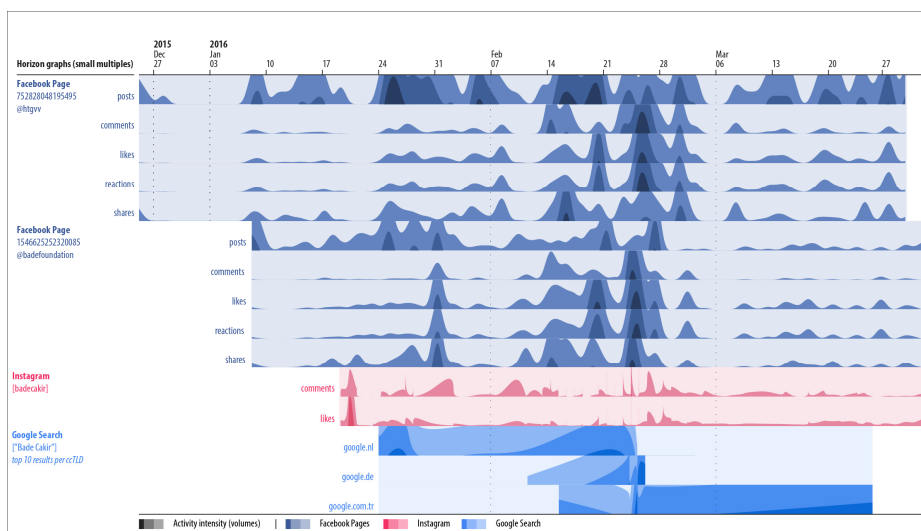 2015
2016
Dec
Jan
Feb
Mar
Horizon graphs (small multiples)
27
03
10
17
24
31
07
14
21
28
06
13
20
27
Facebook Page
752828048195495
@htgvv
posts
comments
likes
reactions
shares
Facebook Page
1546625252320085
@badefoundation
posts
comments
likes
reactions
shares
Instagram
[badecakir]
comments
likes
Google Search
["Bade Cakir"]
top 10 results per ccTLD
google.nl
google.de
google.com.tr
Activity intensity (volumes)
Facebook Pages
Instagram
Google Search